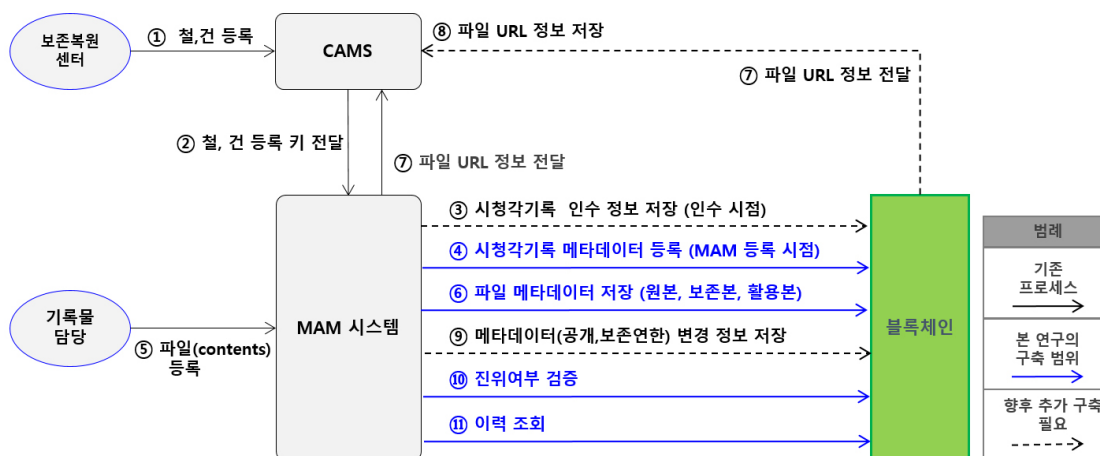 보존복원
센터
① 철,건 등록
CAMS
⑧ 파일 URL 정보 저장
⑦ 파일 URL 정보 전달
② 철, 건 등록 키 전달
⑦ 파일 URL 정보 전달
③ 시청각기록 인수 정보 저장 (인수 시점)
④ 시청각기록 메타데이터 등록 (MAM 등록 시점)
⑥ 파일 메타데이터 저장 (원본, 보존본, 활용본)
⑨ 메타데이터(공개,보존연한) 변경 정보 저장
⑩ 진위여부 검증
⑪ 이력 조회
기록물
담당
⑤ 파일(contents)
등록
MAM 시스템
블록체인
범례
기존
프로세스
본 연구의
구축 범위
향후 추가 구축
필요